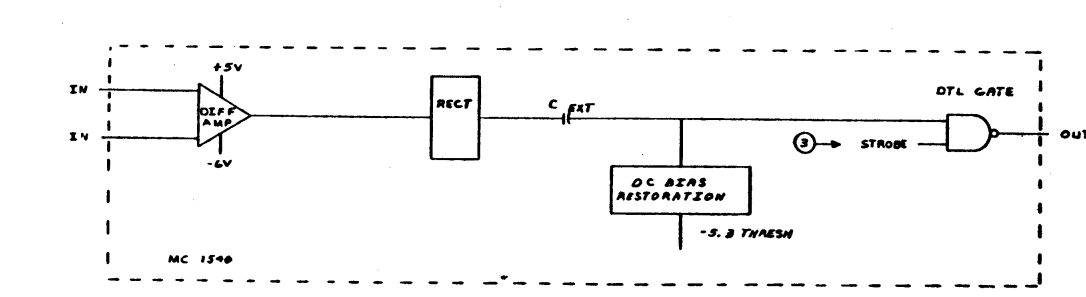 +5V
IN
DIFF
AMP
IN
-6V
RECT
C EXT
DTL GATE
3
STROBE
OUT
DC BIAS
RESTORATION
-5.3 THRESH
MC 1540